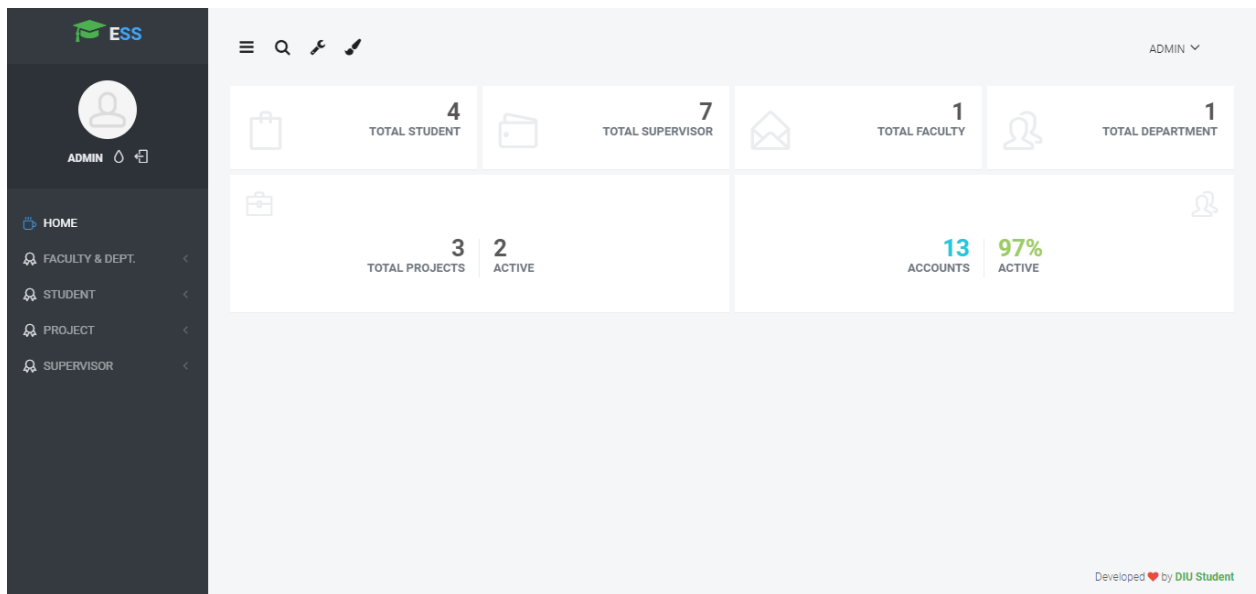 ESS
ADMIN
HOME
FACULTY & DEPT.
STUDENT
PROJECT
SUPERVISOR
ADMIN
4
TOTAL STUDENT
7
TOTAL SUPERVISOR
1
TOTAL FACULTY
1
TOTAL DEPARTMENT
3
TOTAL PROJECTS
2
ACTIVE
13
ACCOUNTS
97%
ACTIVE
Developed ❤ by DIU Student